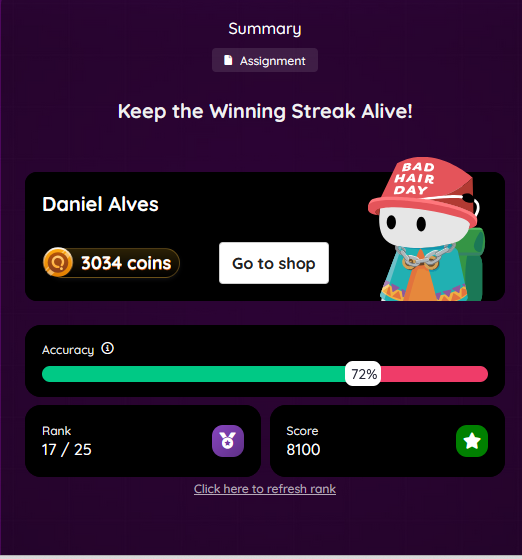 Summary
Assignment
Keep the Winning Streak Alive!
BAD
HAIR
DAY
Daniel Alves
3034 coins
Go to shop
Accuracy
72%
Rank
17 / 25
Score
8100
Click here to refresh rank